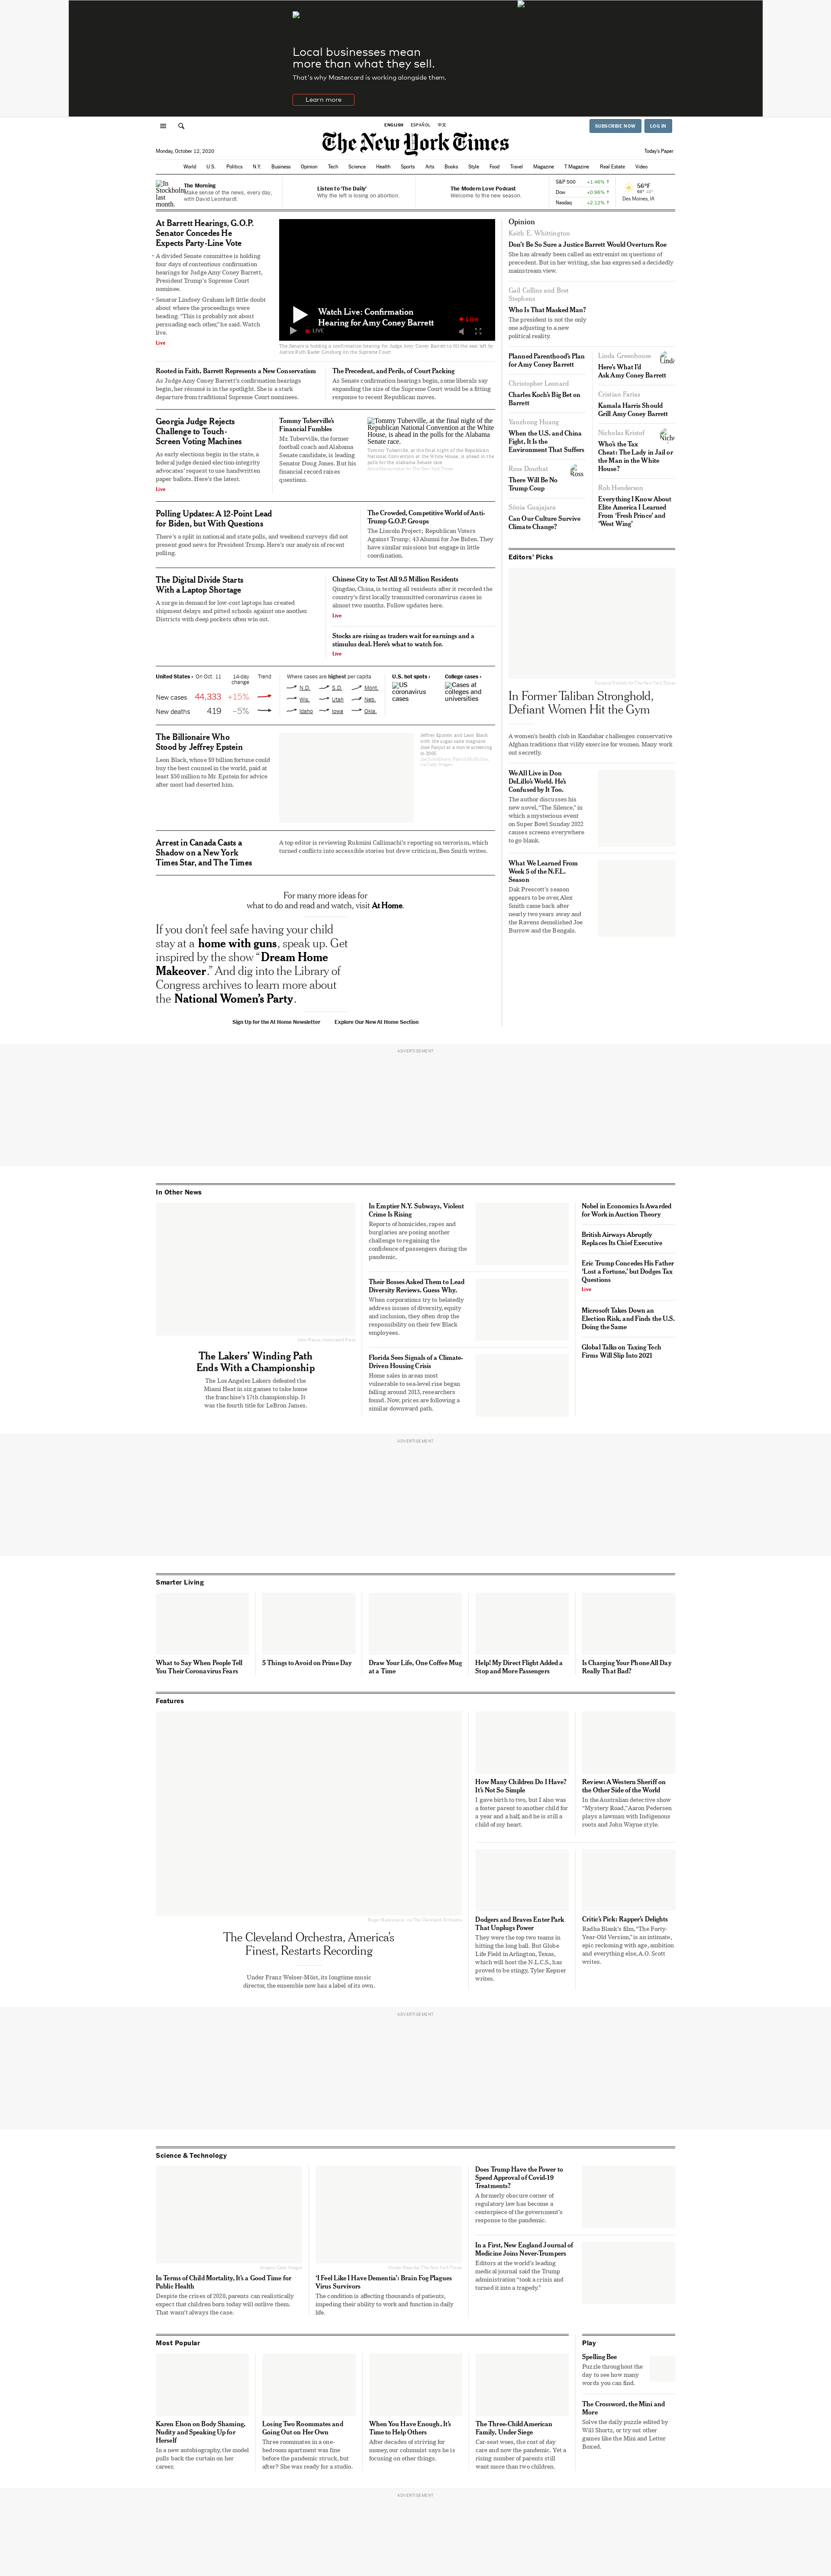 Local businesses mean
more than what they sell.
That's why Mastercard is working alongside them.
Learn more
ENGLISH ESPAÑOL 中文
SUBSCRIBE NOW LOG IN
The New York Times
Monday, October 12, 2020
Today's Paper
World U.S. Politics N.Y. Business Opinion Tech Science Health Sports Arts Books Style Food Travel Magazine T Magazine Real Estate Video
In Stockholm last month.
The Morning
Make sense of the news, every day, with David Leonhardt.
Listen to 'The Daily'
Why the left is losing on abortion.
The Modern Love Podcast
Welcome to the new season.
S&P 500 +1.46% ↑
Dow +0.96% ↑
Nasdaq +2.12% ↑
56°F
Des Moines, IA
At Barrett Hearings, G.O.P.
Senator Concedes He
Expects Party-Line Vote
• A divided Senate committee is holding
four days of contentious confirmation
hearings for Judge Amy Coney Barrett,
President Trump's Supreme Court
nominee.
• Senator Lindsey Graham left little doubt
about where the proceedings were
heading. "This is probably not about
persuading each other," he said. Watch
live.
Live
Watch Live: Confirmation
Hearing for Amy Coney Barrett
Live
LIVE
The Senate is holding a confirmation hearing for Judge Amy Coney Barrett to fill the seat left by
Justice Ruth Bader Ginsburg on the Supreme Court.
Rooted in Faith, Barrett Represents a New Conservatism
As Judge Amy Coney Barrett's confirmation hearings
begin, her résumé is in the spotlight. She is a stark
departure from traditional Supreme Court nominees.
The Precedent, and Perils, of Court Packing
As Senate confirmation hearings begin, some liberals say
expanding the size of the Supreme Court would be a fitting
response to recent Republican moves.
Georgia Judge Rejects
Challenge to Touch-
Screen Voting Machines
As early elections begin in the state, a
federal judge denied election integrity
advocates' request to use handwritten
paper ballots. Here's the latest.
Live
Tommy Tuberville's
Financial Fumbles
Mr. Tuberville, the former
football coach and Alabama
Senate candidate, is leading
Senator Doug Jones. But his
financial record raises
questions.
Tommy Tuberville, at the final night of the
Republican National Convention at the White
House, is ahead in the polls for the Alabama
Senate race.
Tommy Tuberville, at the final night of the Republican
National Convention at the White House, is ahead in the
polls for the Alabama Senate race
Polling Updates: A 12-Point Lead
for Biden, but With Questions
There's a split in national and state polls, and weekend surveys did not
present good news for President Trump. Here's our analysis of recent
polling.
The Crowded, Competitive World of Anti-
Trump G.O.P. Groups
The Lincoln Project; Republican Voters
Against Trump; 43 Alumni for Joe Biden. They
have similar missions but engage in little
coordination.
The Digital Divide Starts
With a Laptop Shortage
A surge in demand for low-cost laptops has created
shipment delays and pitted schools against one another.
Districts with deep pockets often win out.
Chinese City to Test All 9.5 Million Residents
Qingdao, China, is testing all residents after it recorded the
country's first locally transmitted coronavirus cases in
almost two months. Follow updates here.
Live
Stocks are rising as traders wait for earnings and a
stimulus deal. Here's what to watch for.
Live
United States › On Oct. 11 14-day change Trend
New cases 44,333 +15%
New deaths 419 –5%
Where cases are highest per capita
N.D. S.D. Mont.
Wis. Utah Neb.
Idaho Iowa Okla.
U.S. hot spots ›
US coronavirus cases
College cases ›
Cases at colleges and universities
The Billionaire Who
Stood by Jeffrey Epstein
Leon Black, whose $9 billion fortune could
buy the best counsel in the world, paid at
least $50 million to Mr. Epstein for advice
after most had deserted him.
Jeffrey Epstein and Leon Black
with the sugar cane magnate
José Fanjul at a movie screening
in 2005.
Arrest in Canada Casts a
Shadow on a New York
Times Star, and The Times
A top editor is reviewing Rukmini Callimachi's reporting on terrorism, which
turned conflicts into accessible stories but drew criticism, Ben Smith writes.
For many more ideas for
what to do and read and watch, visit At Home.
If you don't feel safe having your child
stay at a home with guns, speak up. Get
inspired by the show "Dream Home
Makeover." And dig into the Library of
Congress archives to learn more about
the National Women's Party.
Sign Up for the At Home Newsletter Explore Our New At Home Section
Opinion
Keith E. Whittington
Don't Be So Sure a Justice Barrett Would Overturn Roe
She has already been called an extremist on questions of
precedent. But in her writing, she has expressed a decidedly
mainstream view.
Gail Collins and Bret
Stephens
Who Is That Masked Man?
The president is not the only
one adjusting to a new
political reality.
Planned Parenthood's Plan
for Amy Coney Barrett
Christopher Leonard
Charles Koch's Big Bet on
Barrett
Yanzhong Huang
When the U.S. and China
Fight, It Is the
Environment That Suffers
Ross Douthat
There Will Be No
Trump Coup
Sônia Guajajara
Can Our Culture Survive
Climate Change?
Linda Greenhouse
Here's What I'd
Ask Amy Coney Barrett
Cristian Farias
Kamala Harris Should
Grill Amy Coney Barrett
Nicholas Kristof
Who's the Tax
Cheat: The Lady in Jail or
the Man in the White
House?
Rob Henderson
Everything I Know About
Elite America I Learned
From 'Fresh Prince' and
'West Wing'
Editors' Picks
In Former Taliban Stronghold,
Defiant Women Hit the Gym
A women's health club in Kandahar challenges conservative
Afghan traditions that vilify exercise for women. Many work
out secretly.
We All Live in Don
DeLillo's World. He's
Confused by It Too.
The author discusses his
new novel, "The Silence," in
which a mysterious event
on Super Bowl Sunday 2022
causes screens everywhere
to go blank.
What We Learned From
Week 5 of the N.F.L.
Season
Dak Prescott's season
appears to be over, Alex
Smith came back after
nearly two years away and
the Ravens demolished Joe
Burrow and the Bengals.
ADVERTISEMENT
In Other News
The Lakers' Winding Path
Ends With a Championship
The Los Angeles Lakers defeated the
Miami Heat in six games to take home
the franchise's 17th championship. It
was the fourth title for LeBron James.
In Emptier N.Y. Subways, Violent
Crime Is Rising
Reports of homicides, rapes and
burglaries are posing another
challenge to regaining the
confidence of passengers during the
pandemic.
Their Bosses Asked Them to Lead
Diversity Reviews. Guess Why.
When corporations try to belatedly
address issues of diversity, equity
and inclusion, they often drop the
responsibility on their few Black
employees.
Florida Sees Signals of a Climate-
Driven Housing Crisis
Home sales in areas most
vulnerable to sea-level rise began
falling around 2013, researchers
found. Now, prices are following a
similar downward path.
Nobel in Economics Is Awarded
for Work in Auction Theory
British Airways Abruptly
Replaces Its Chief Executive
Eric Trump Concedes His Father
'Lost a Fortune,' but Dodges Tax
Questions
Live
Microsoft Takes Down an
Election Risk, and Finds the U.S.
Doing the Same
Global Talks on Taxing Tech
Firms Will Slip Into 2021
ADVERTISEMENT
Smarter Living
What to Say When People Tell
You Their Coronavirus Fears
5 Things to Avoid on Prime Day
Draw Your Life, One Coffee Mug
at a Time
Help! My Direct Flight Added a
Stop and More Passengers
Is Charging Your Phone All Day
Really That Bad?
Features
The Cleveland Orchestra, America's
Finest, Restarts Recording
Under Franz Welser-Möst, its longtime music
director, the ensemble now has a label of its own.
How Many Children Do I Have?
It's Not So Simple
I gave birth to two, but I also was
a foster parent to another child for
a year and a half, and he is still a
child of my heart.
Review: A Western Sheriff on
the Other Side of the World
In the Australian detective show
"Mystery Road," Aaron Pedersen
plays a lawman with Indigenous
roots and John Wayne style.
Dodgers and Braves Enter Park
That Unplugs Power
They were the top two teams in
hitting the long ball. But Globe
Life Field in Arlington, Texas,
which will host the N.L.C.S., has
proved to be stingy, Tyler Kepner
writes.
Critic's Pick: Rapper's Delights
Radha Blank's film, "The Forty-
Year-Old Version," is an intimate,
epic reckoning with age, ambition
and everything else, A.O. Scott
writes.
ADVERTISEMENT
Science & Technology
In Terms of Child Mortality, It's a Good Time for
Public Health
Despite the crises of 2020, parents can realistically
expect that children born today will outlive them.
That wasn't always the case.
'I Feel Like I Have Dementia': Brain Fog Plagues
Virus Survivors
The condition is affecting thousands of patients,
impeding their ability to work and function in daily
life.
Does Trump Have the Power to
Speed Approval of Covid-19
Treatments?
A formerly obscure corner of
regulatory law has become a
centerpiece of the government's
response to the pandemic.
In a First, New England Journal of
Medicine Joins Never-Trumpers
Editors at the world's leading
medical journal said the Trump
administration "took a crisis and
turned it into a tragedy."
Most Popular
Karen Elson on Body Shaming,
Nudity and Speaking Up for
Herself
In a new autobiography, the model
pulls back the curtain on her
career.
Losing Two Roommates and
Going Out on Her Own
Three roommates in a one-
bedroom apartment was fine
before the pandemic struck, but
after? She was ready for a studio.
When You Have Enough, It's
Time to Help Others
After decades of striving for
money, our columnist says he is
focusing on other things.
The Three-Child American
Family, Under Siege
Car-seat woes, the cost of day
care and now the pandemic. Yet a
rising number of parents still
want more than two children.
Play
Spelling Bee
Puzzle through the
day to see how many
words you can find.
The Crossword, the Mini and
More
Solve the daily puzzle edited by
Will Shortz, or try out other
games like the Mini and Letter
Boxed.
ADVERTISEMENT